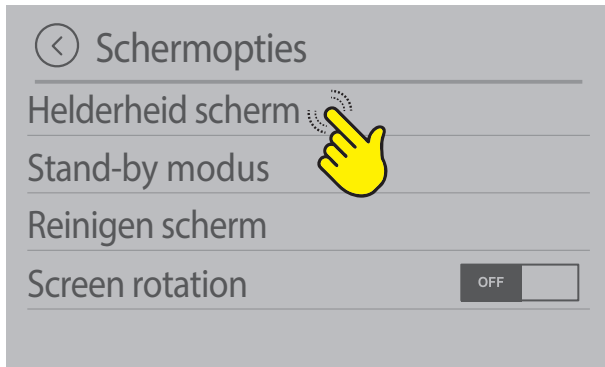 Schermopties
Helderheid scherm
Stand-by modus
Reinigen scherm
Screen rotation OFF